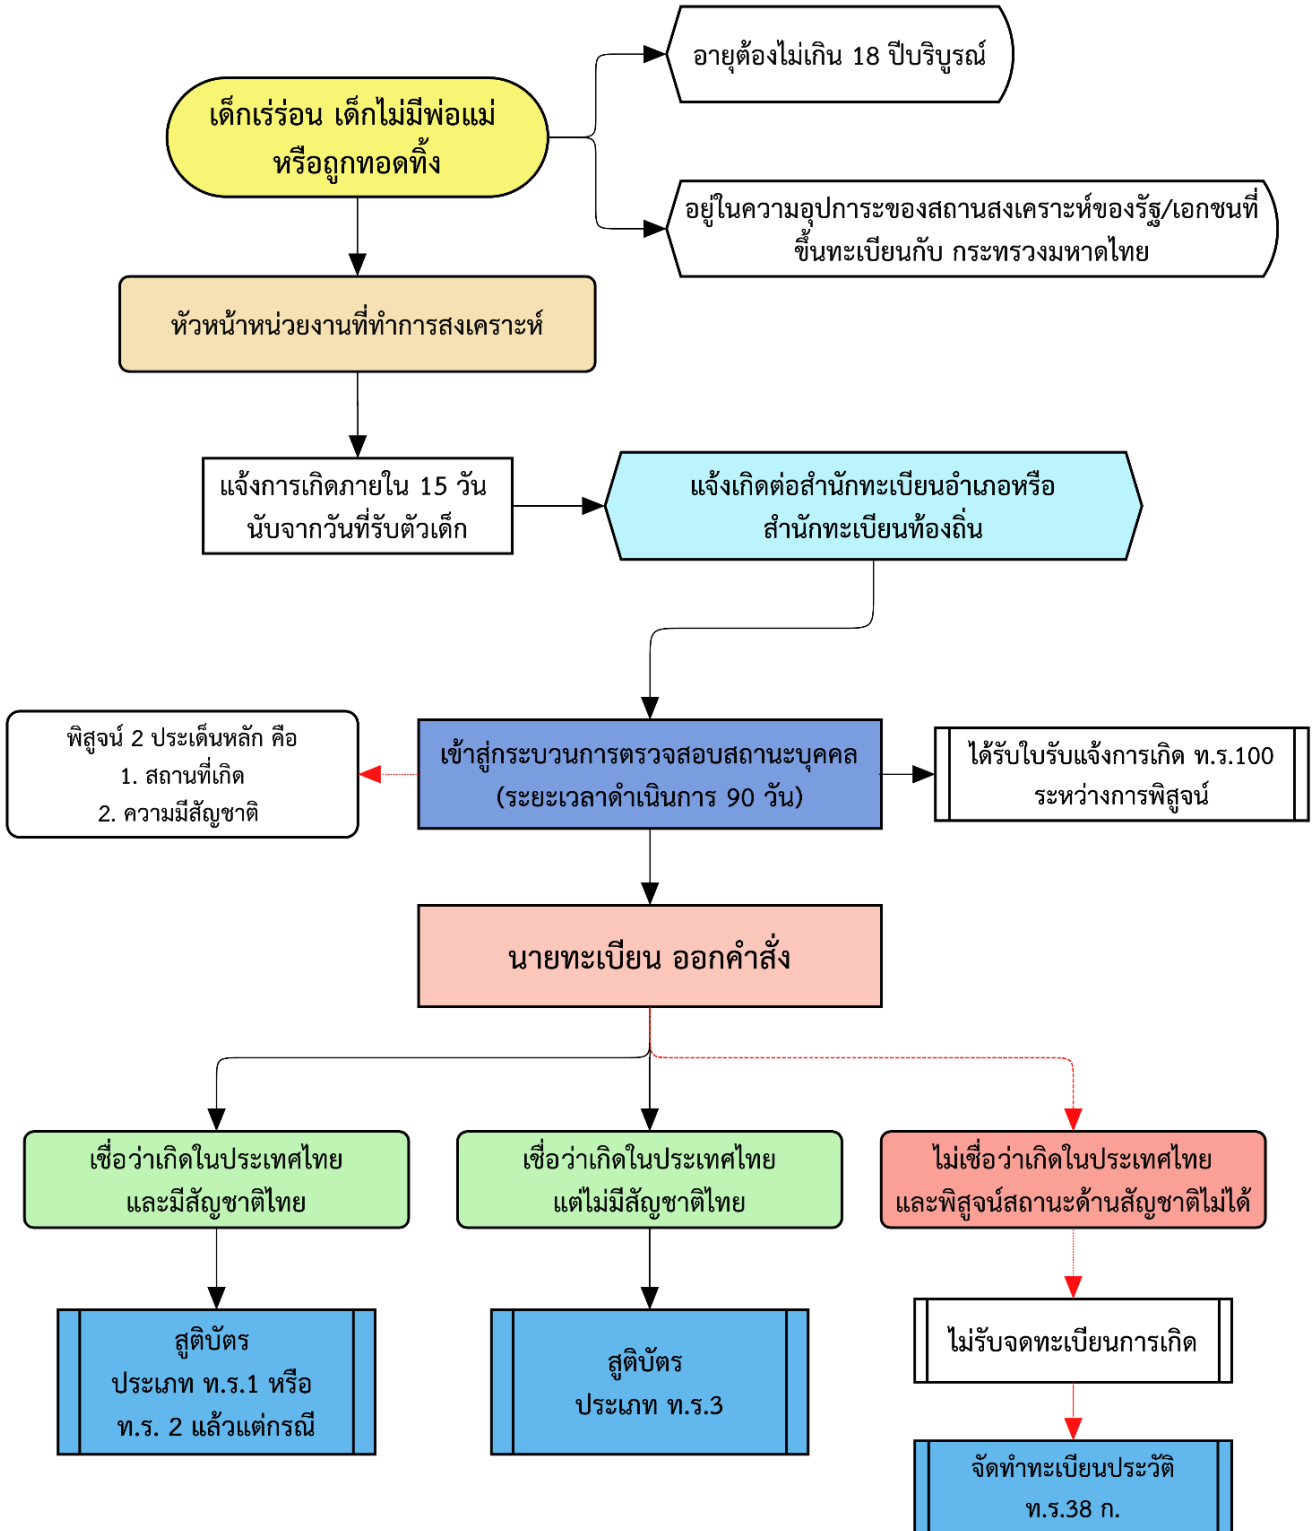 อายุต้องไม่เกิน 18 ปีบริบูรณ์
เด็กเร่ร่อน เด็กไม่มีพ่อแม่
หรือถูกทอดทิ้ง
อยู่ในความอุปการะของสถานสงเคราะห์ของรัฐ/เอกชนที่
ขึ้นทะเบียนกับ กระทรวงมหาดไทย
หัวหน้าหน่วยงานที่ทำการสงเคราะห์
แจ้งการเกิดภายใน 15 วัน
นับจากวันที่รับตัวเด็ก
แจ้งเกิดต่อสำนักทะเบียนอำเภอหรือ
สำนักทะเบียนท้องถิ่น
พิสูจน์ 2 ประเด็นหลัก คือ
1. สถานที่เกิด
2. ความมีสัญชาติ
เข้าสู่กระบวนการตรวจสอบสถานะบุคคล
(ระยะเวลาดำเนินการ 90 วัน)
ได้รับใบรับแจ้งการเกิด ท.ร.100
ระหว่างการพิสูจน์
นายทะเบียน ออกคำสั่ง
เชื่อว่าเกิดในประเทศไทย
และมีสัญชาติไทย
เชื่อว่าเกิดในประเทศไทย
แต่ไม่มีสัญชาติไทย
ไม่เชื่อว่าเกิดในประเทศไทย
และพิสูจน์สถานะด้านสัญชาติไม่ได้
สูติบัตร
ประเภท ท.ร.1 หรือ
ท.ร. 2 แล้วแต่กรณี
สูติบัตร
ประเภท ท.ร.3
ไม่รับจดทะเบียนการเกิด
จัดทำทะเบียนประวัติ
ท.ร.38 ก.